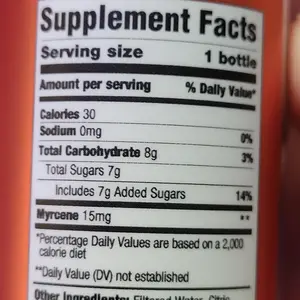 Supplement Facts
Serving size 1 bottle
Amount per serving % Daily Value*
Calories 30
Sodium 0mg 0%
Total Carbohydrate 8g 3%
Total Sugars 7g
Includes 7g Added Sugars 14%
Myrcene 15mg **
*Percentage Daily Values are based on a 2,000
calorie diet
**Daily Value (DV) not established
Other Ingredients: Filtered Water, Citric